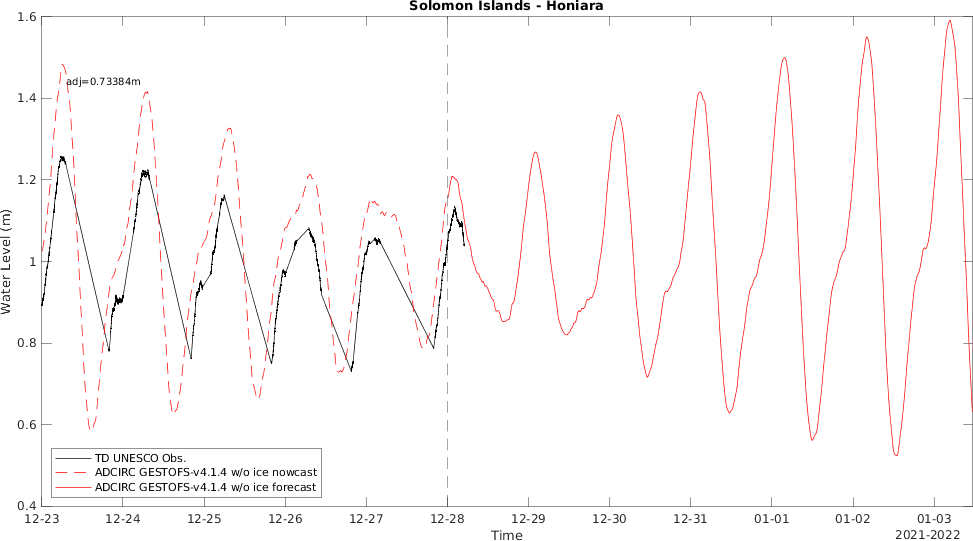 Solomon Islands - Honiara
1.6
1.4
1.2
1
0.8
0.6
0.4
Water Level (m)
adj=0.73384m
TD UNESCO Obs.
ADCIRC GESTOFS-v4.1.4 w/o ice nowcast
ADCIRC GESTOFS-v4.1.4 w/o ice forecast
12-23 12-24 12-25 12-26 12-27 12-28 12-29 12-30 12-31 01-01 01-02 01-03
2021-2022
Time